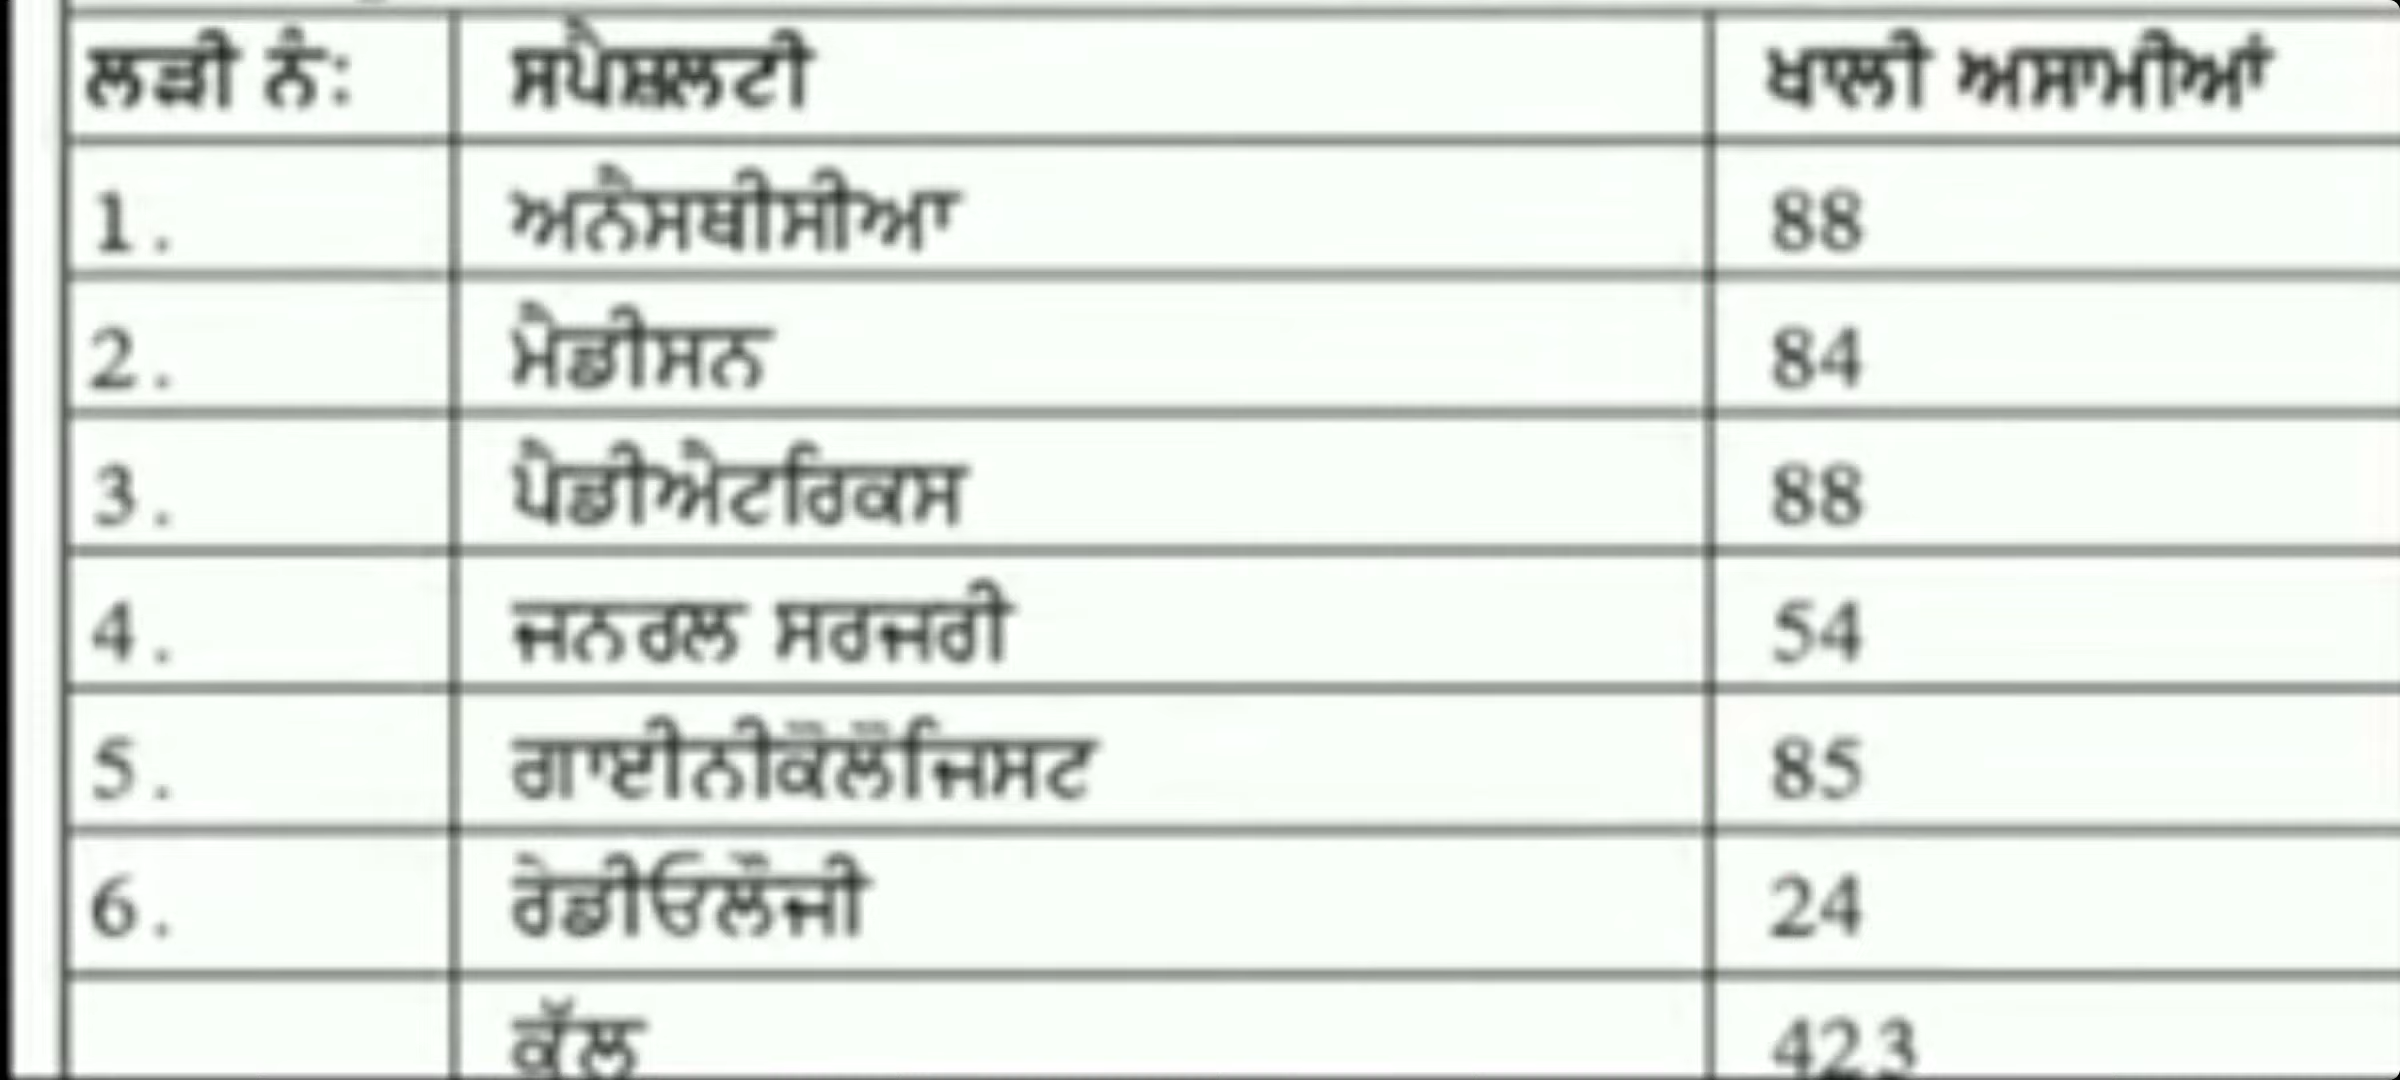 ਲੜੀ ਨੰ: ਸਪੈਸ਼ਲਟੀ ਖਾਲੀ ਅਸਾਮੀਆਂ
1. ਅਨੈਸਥੀਸੀਆ 88
2. ਮੈਡੀਸਨ 84
3. ਪੈਡੀਐਟਰਿਕਸ 88
4. ਜਨਰਲ ਸਰਜਰੀ 54
5. ਗਾਈਨੀਕੌਲੌਜਿਸਟ 85
6. ਰੇਡੀਓਲੌਜੀ 24
ਕੁੱਲ 423